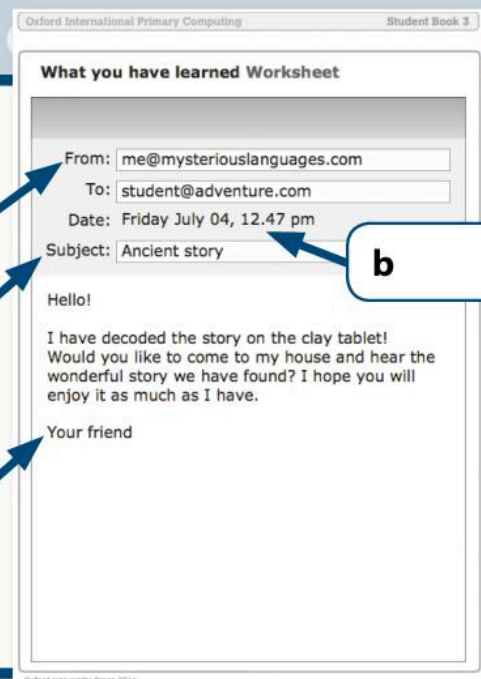 Oxford International Primary Computing Student Book 3
What you have learned Worksheet
From: me@mysteriouslanguages.com
To: student@adventure.com
Date: Friday July 04, 12.47 pm
Subject: Ancient story
b
Hello!
I have decoded the story on the clay tablet!
Would you like to come to my house and hear the
wonderful story we have found? I hope you will
enjoy it as much as I have.
Your friend